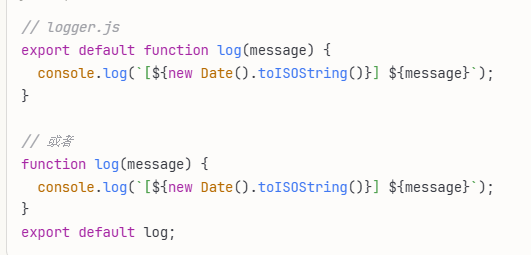 // logger.js
export default function log(message) {
  console.log(`[${new Date().toISOString()}] ${message}`);
}

// 或者
function log(message) {
  console.log(`[${new Date().toISOString()}] ${message}`);
}
export default log;